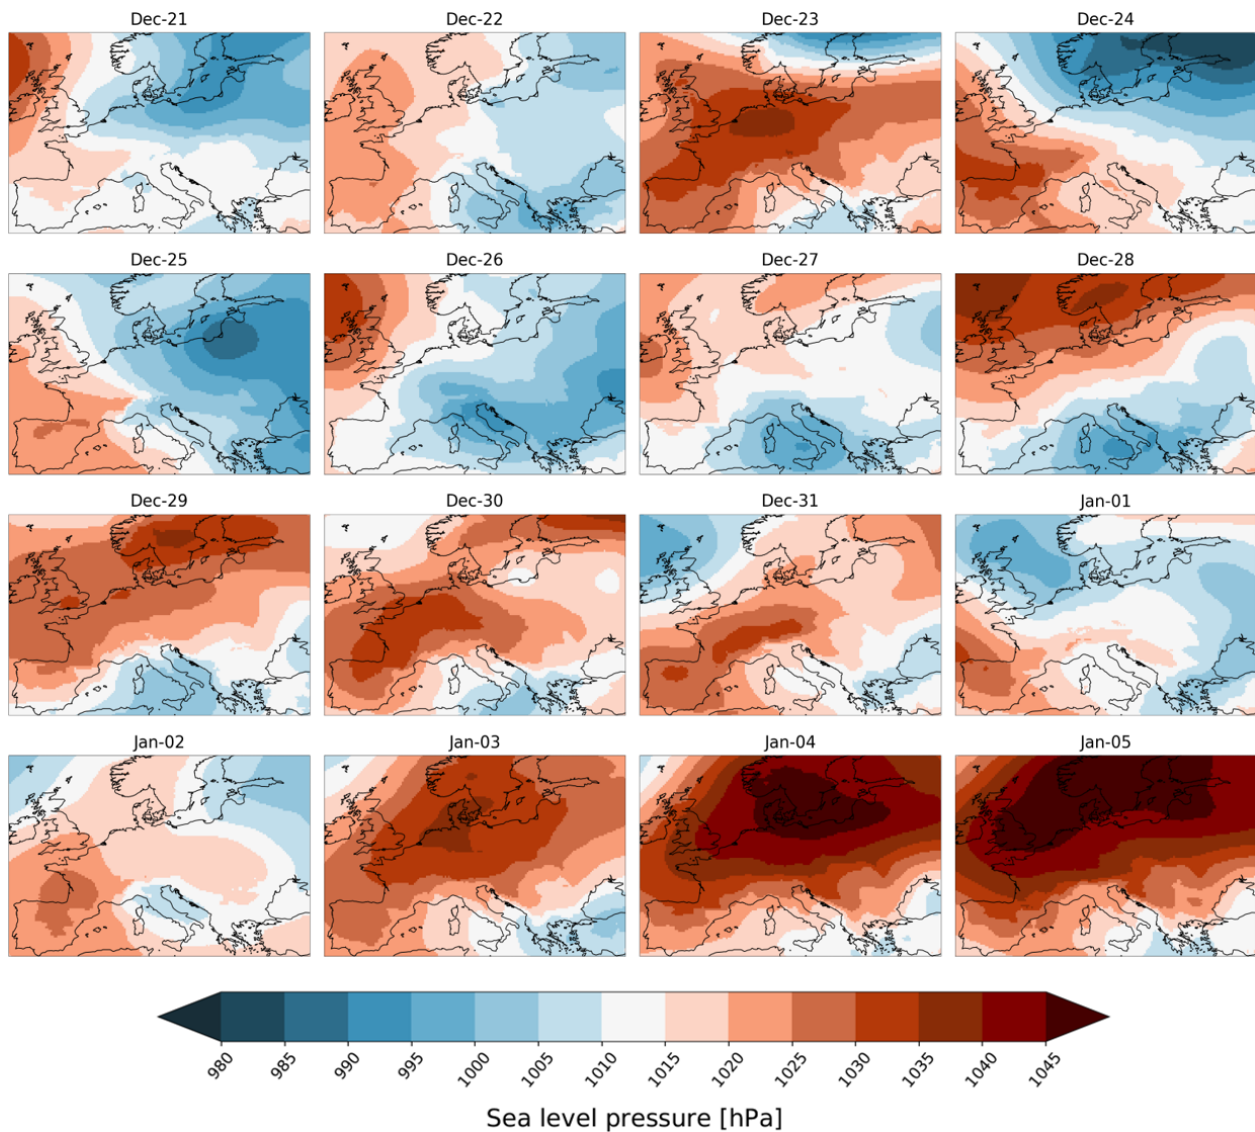 Dec-21 Dec-22 Dec-23 Dec-24
Dec-25 Dec-26 Dec-27 Dec-28
Dec-29 Dec-30 Dec-31 Jan-01
Jan-02 Jan-03 Jan-04 Jan-05
980 985 990 995 1000 1005 1010 1015 1020 1025 1030 1035 1040 1045
Sea level pressure [hPa]